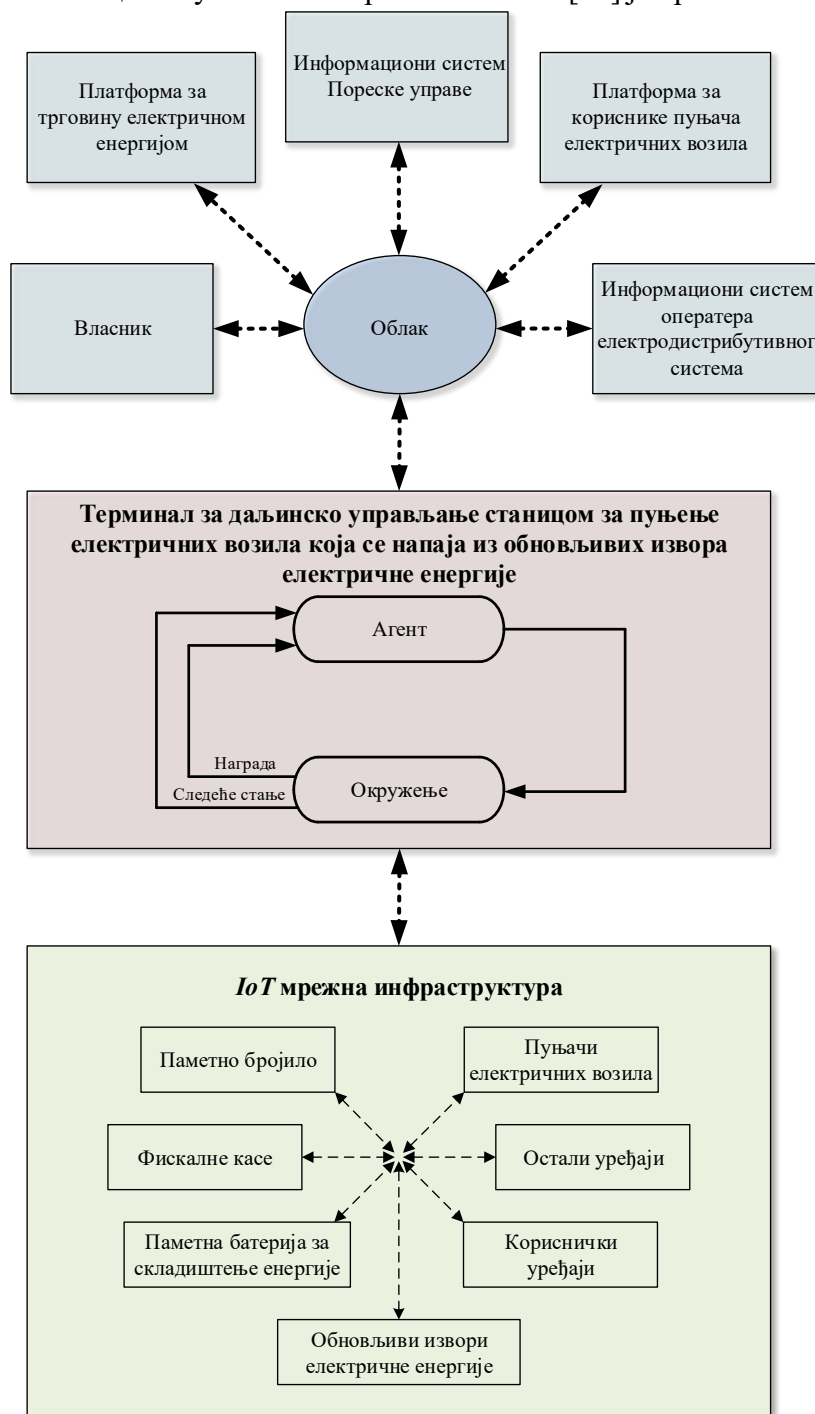 Информациони систем
Пореске управе
Платформа за
трговину електричном
енергијом
Платформа за
кориснике пуњача
електричних возила
Власник
Облак
Информациони систем
оператера
електродистрибутивног
система
Терминал за даљинско управљање станицом за пуњење
електричних возила која се напаја из обновљивих извора
електричне енергије
Агент
Награда
Следеће стање
Окружење
IoT мрежна инфраструктура
Паметно бројило
Пуњачи
електричних возила
Фискалне касе
Остали уређаји
Паметна батерија за
складиштење енергије
Кориснички
уређаји
Обновљиви извори
електричне енергије